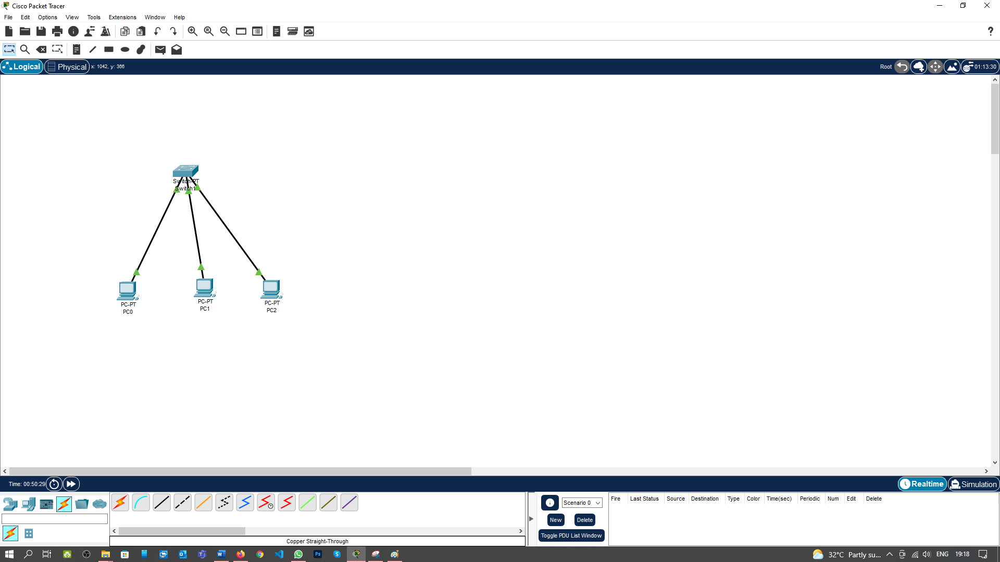 Cisco Packet Tracer
File Edit Options View Tools Extensions Window Help
Logical Physical x: 1042, y: 366 Root 01:13:30
Switch-PT
Switch1
PC-PT
PC0
PC-PT
PC1
PC-PT
PC2
Time: 00:50:29 Realtime Simulation
Scenario 0
New Delete
Toggle PDU List Window
Fire Last Status Source Destination Type Color Time(sec) Periodic Num Edit Delete
Copper Straight-Through
32°C Partly su... ENG 19:18